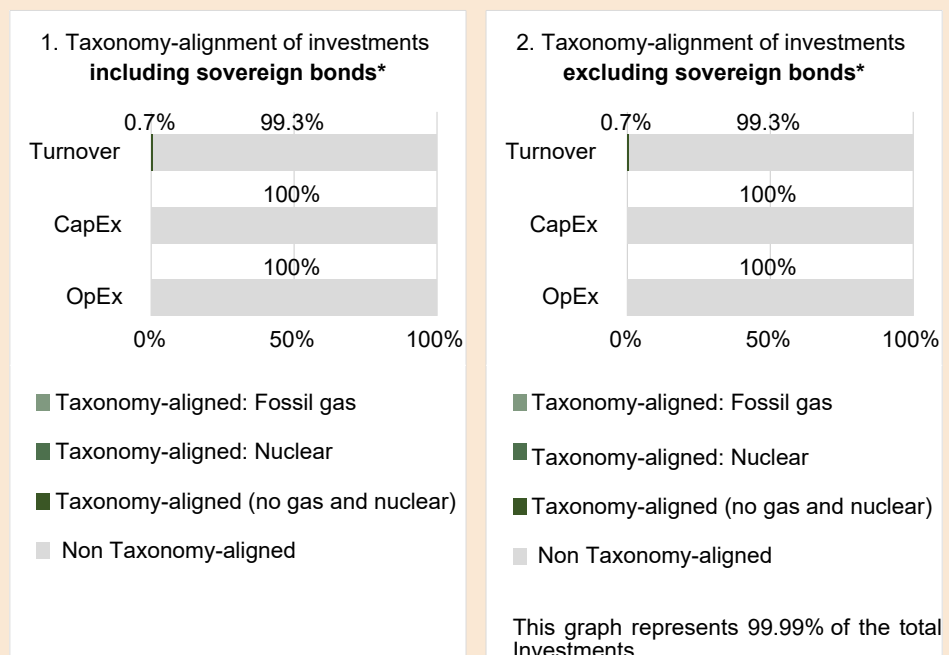 1. Taxonomy-alignment of investments
including sovereign bonds*
0.7% 99.3%
Turnover
100%
CapEx
100%
OpEx
0% 50% 100%
Taxonomy-aligned: Fossil gas
Taxonomy-aligned: Nuclear
Taxonomy-aligned (no gas and nuclear)
Non Taxonomy-aligned
2. Taxonomy-alignment of investments
excluding sovereign bonds*
0.7% 99.3%
Turnover
100%
CapEx
100%
OpEx
0% 50% 100%
Taxonomy-aligned: Fossil gas
Taxonomy-aligned: Nuclear
Taxonomy-aligned (no gas and nuclear)
Non Taxonomy-aligned
This graph represents 99.99% of the total
Investments